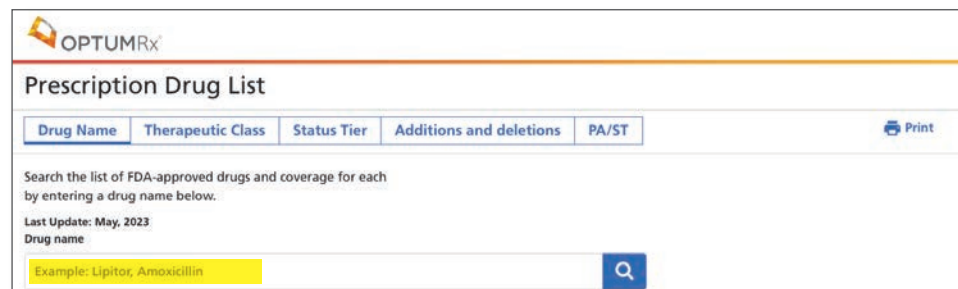 OPTUMRx
Prescription Drug List
Drug Name Therapeutic Class Status Tier Additions and deletions PA/ST Print
Search the list of FDA-approved drugs and coverage for each
by entering a drug name below.
Last Update: May, 2023
Drug name
Example: Lipitor, Amoxicillin